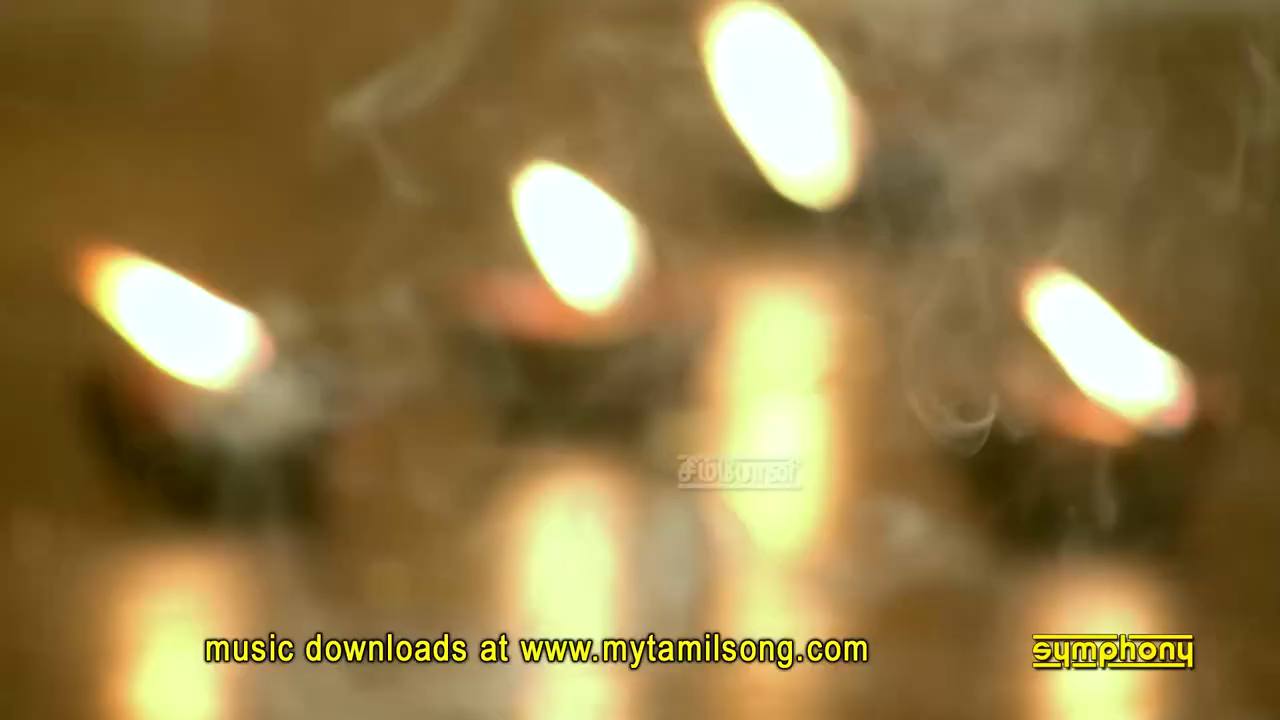 சிம்போனி
music downloads at www.mytamilsong.com
symphony